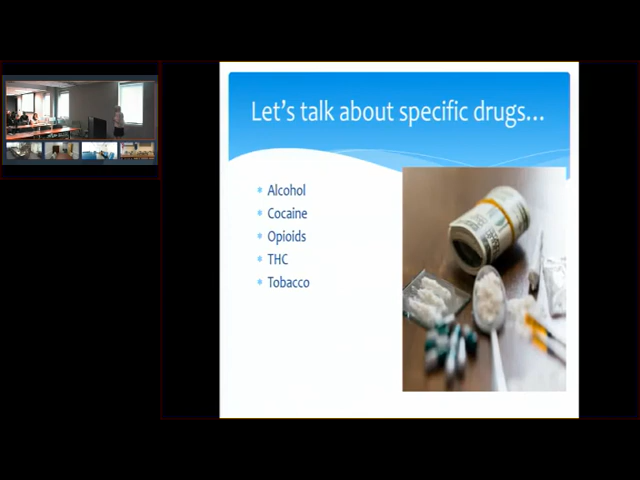 Let's talk about specific drugs...
Alcohol
Cocaine
Opioids
THC
Tobacco